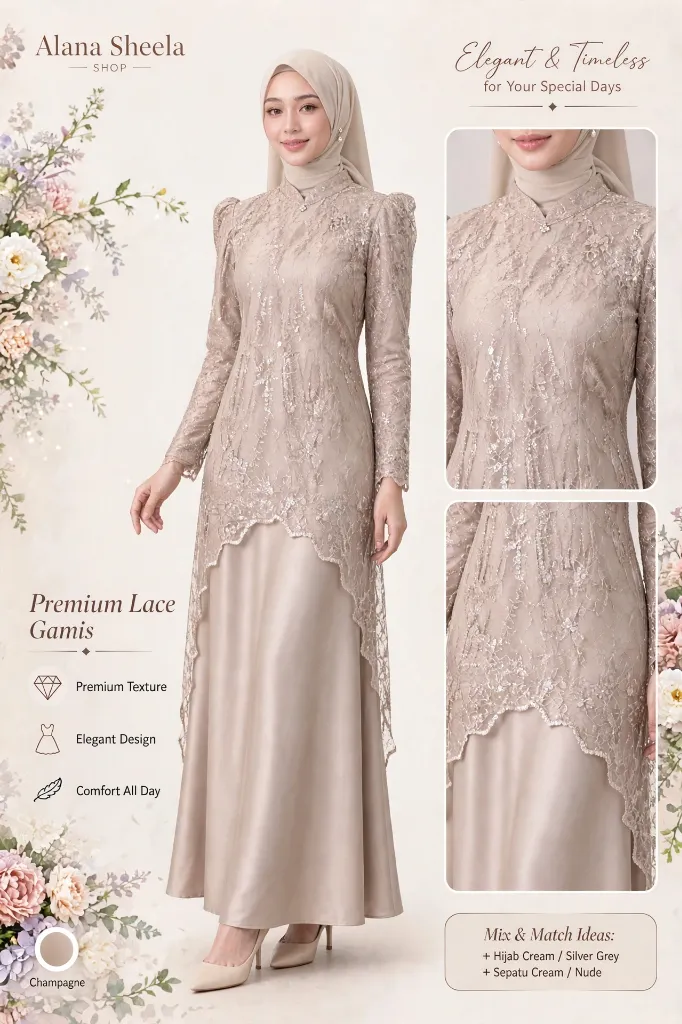 Alana Sheela
SHOP
Elegant & Timeless
for Your Special Days
Premium Lace
Gamis
Premium Texture
Elegant Design
Comfort All Day
Champagne
Mix & Match Ideas:
+ Hijab Cream / Silver Grey
+ Sepatu Cream / Nude